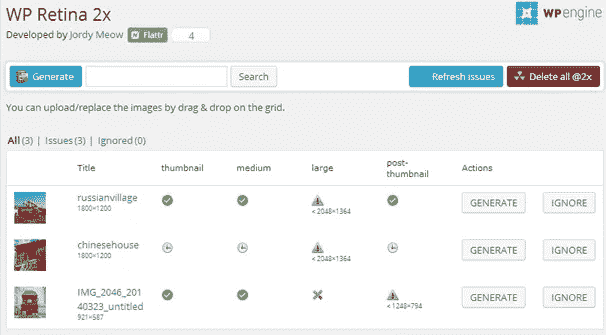 WP Retina 2x
WPengine
Developed by Jordy Meow Flattr 4
Generate Search Refresh issues Delete all @2x
You can upload/replace the images by drag & drop on the grid.
All (3) | Issues (3) | Ignored (0)
Title thumbnail medium large post-thumbnail Actions
russianvillage
1800×1200
< 2048×1364
GENERATE IGNORE
chinesehouse
1800×1200
< 2048×1364
GENERATE IGNORE
IMG_2046_20140323_untitled
921×587
< 1248×794
GENERATE IGNORE